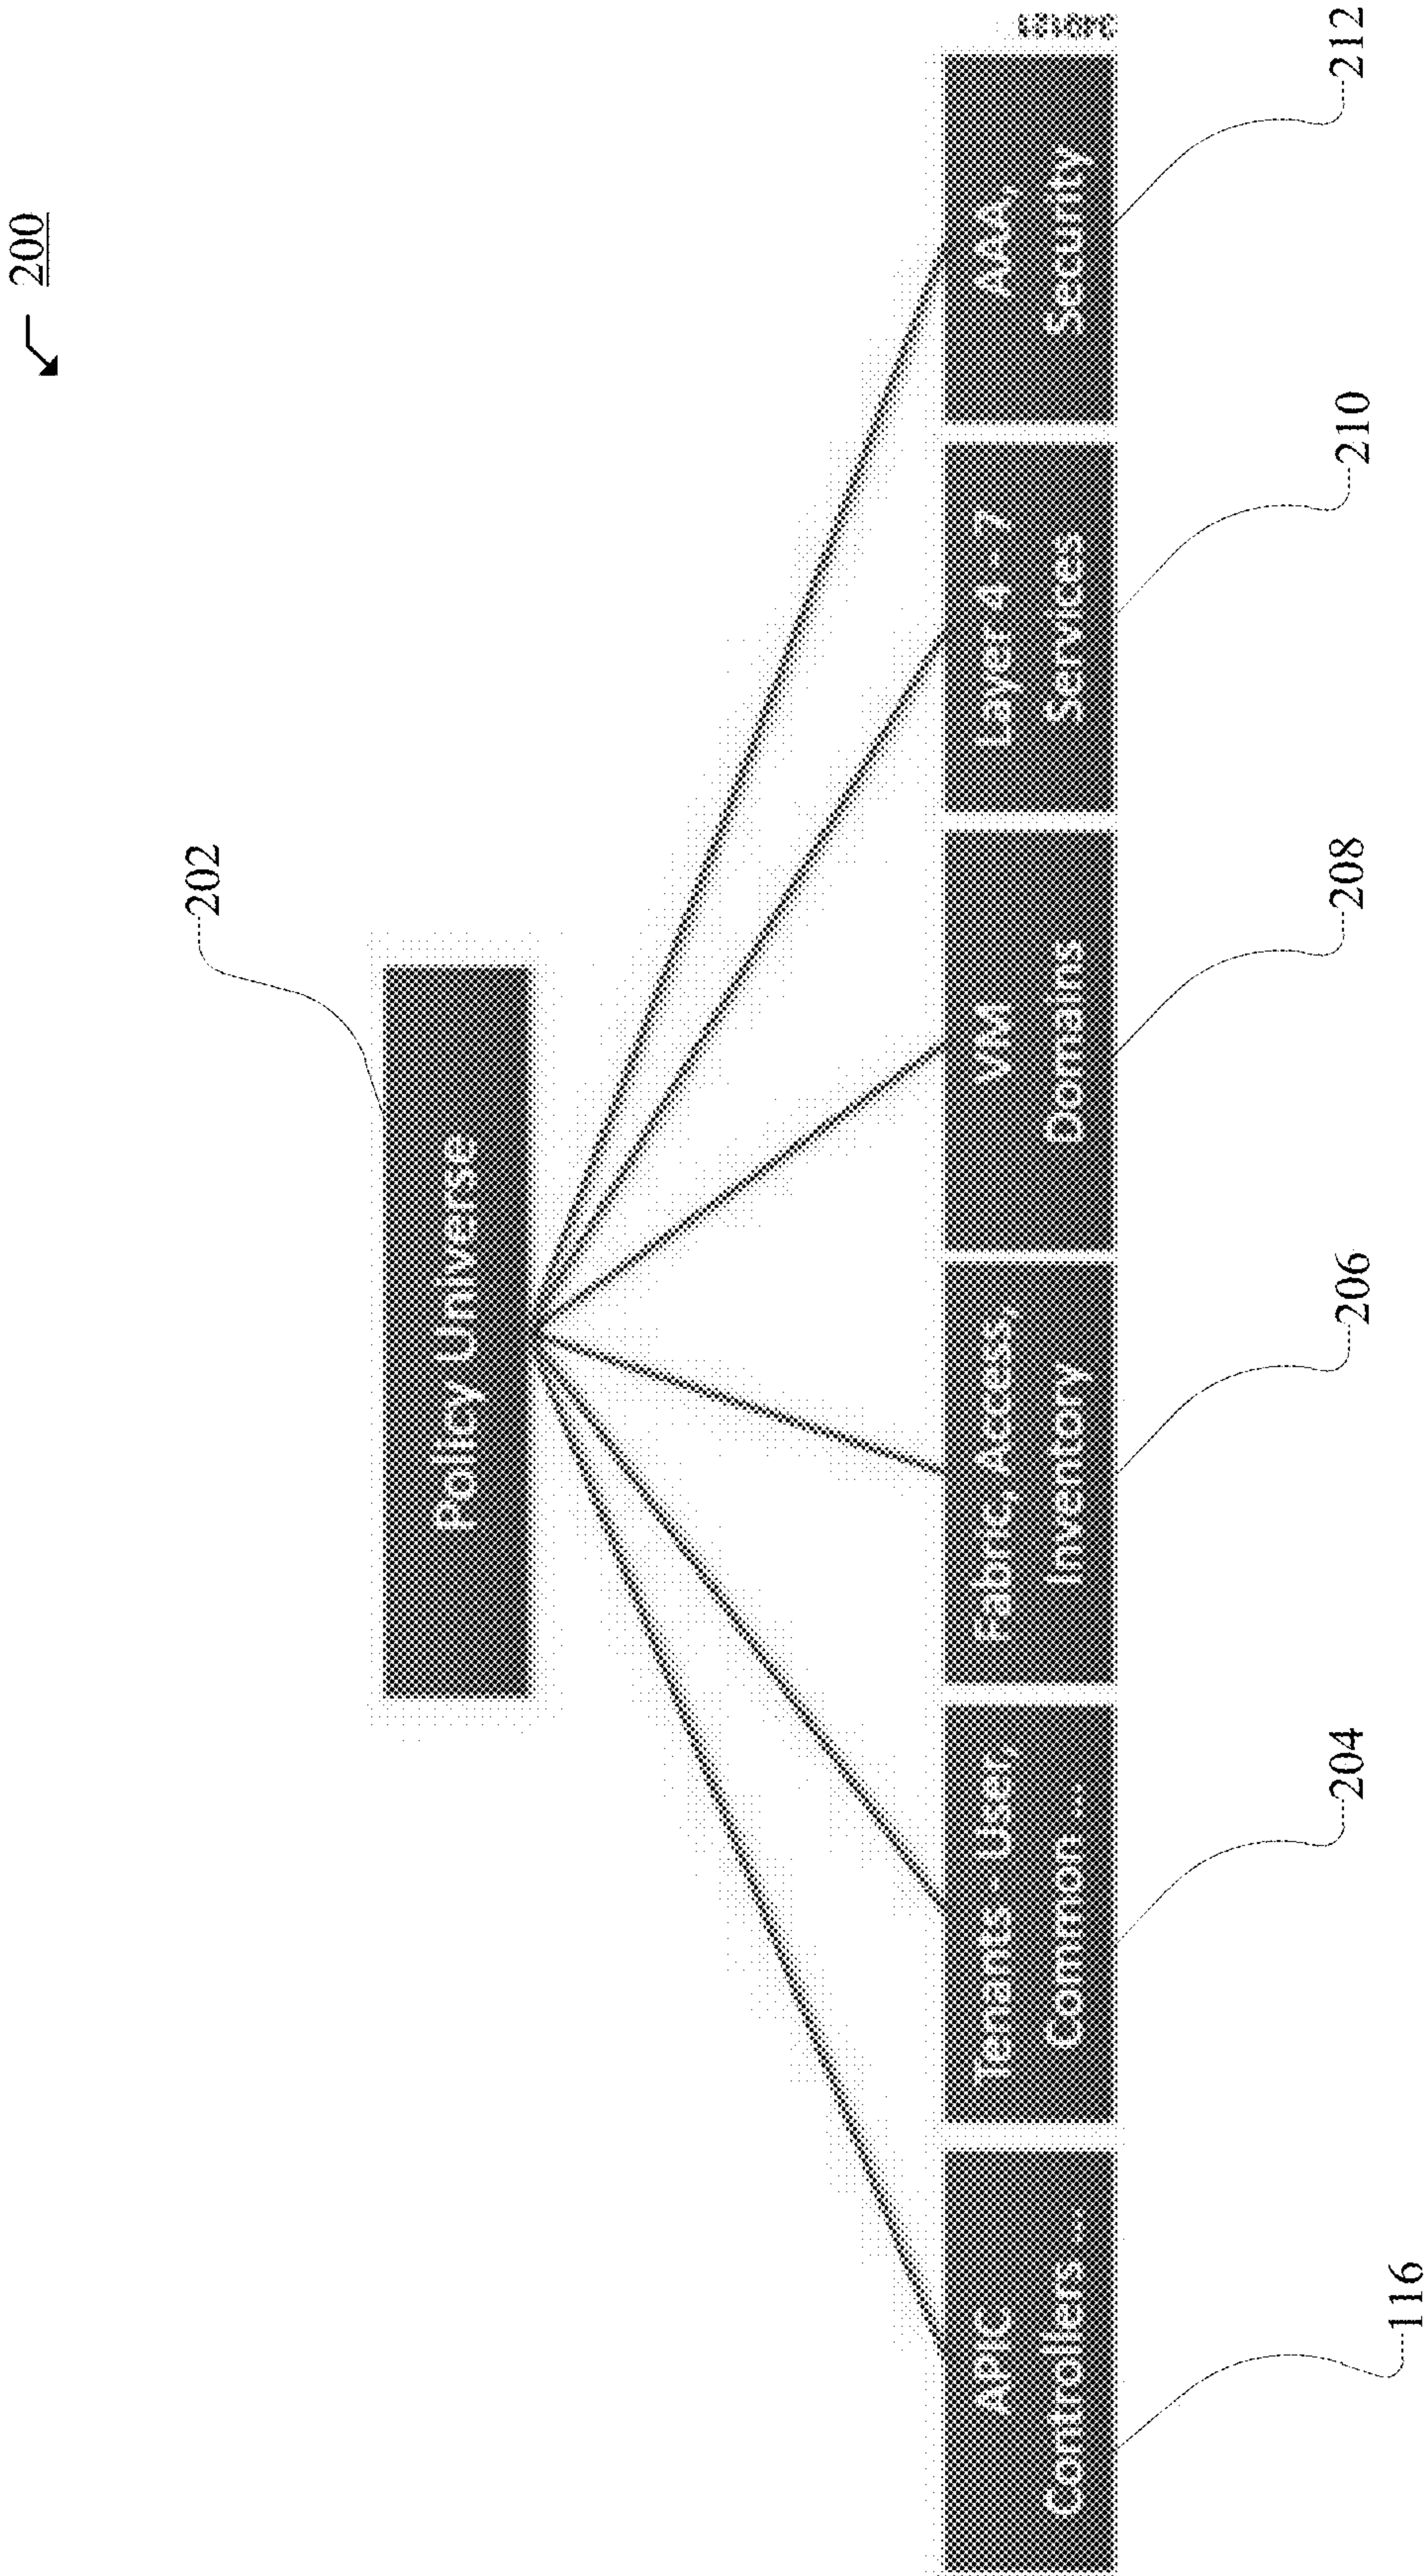 200
202
Policy Universe
APIC
Controllers ...
Tenants - User,
Common ...
Fabric, Access,
Inventory
VM
Domains
Layer 4 - 7
Services
AAA,
Security
more
116
204
206
208
210
212